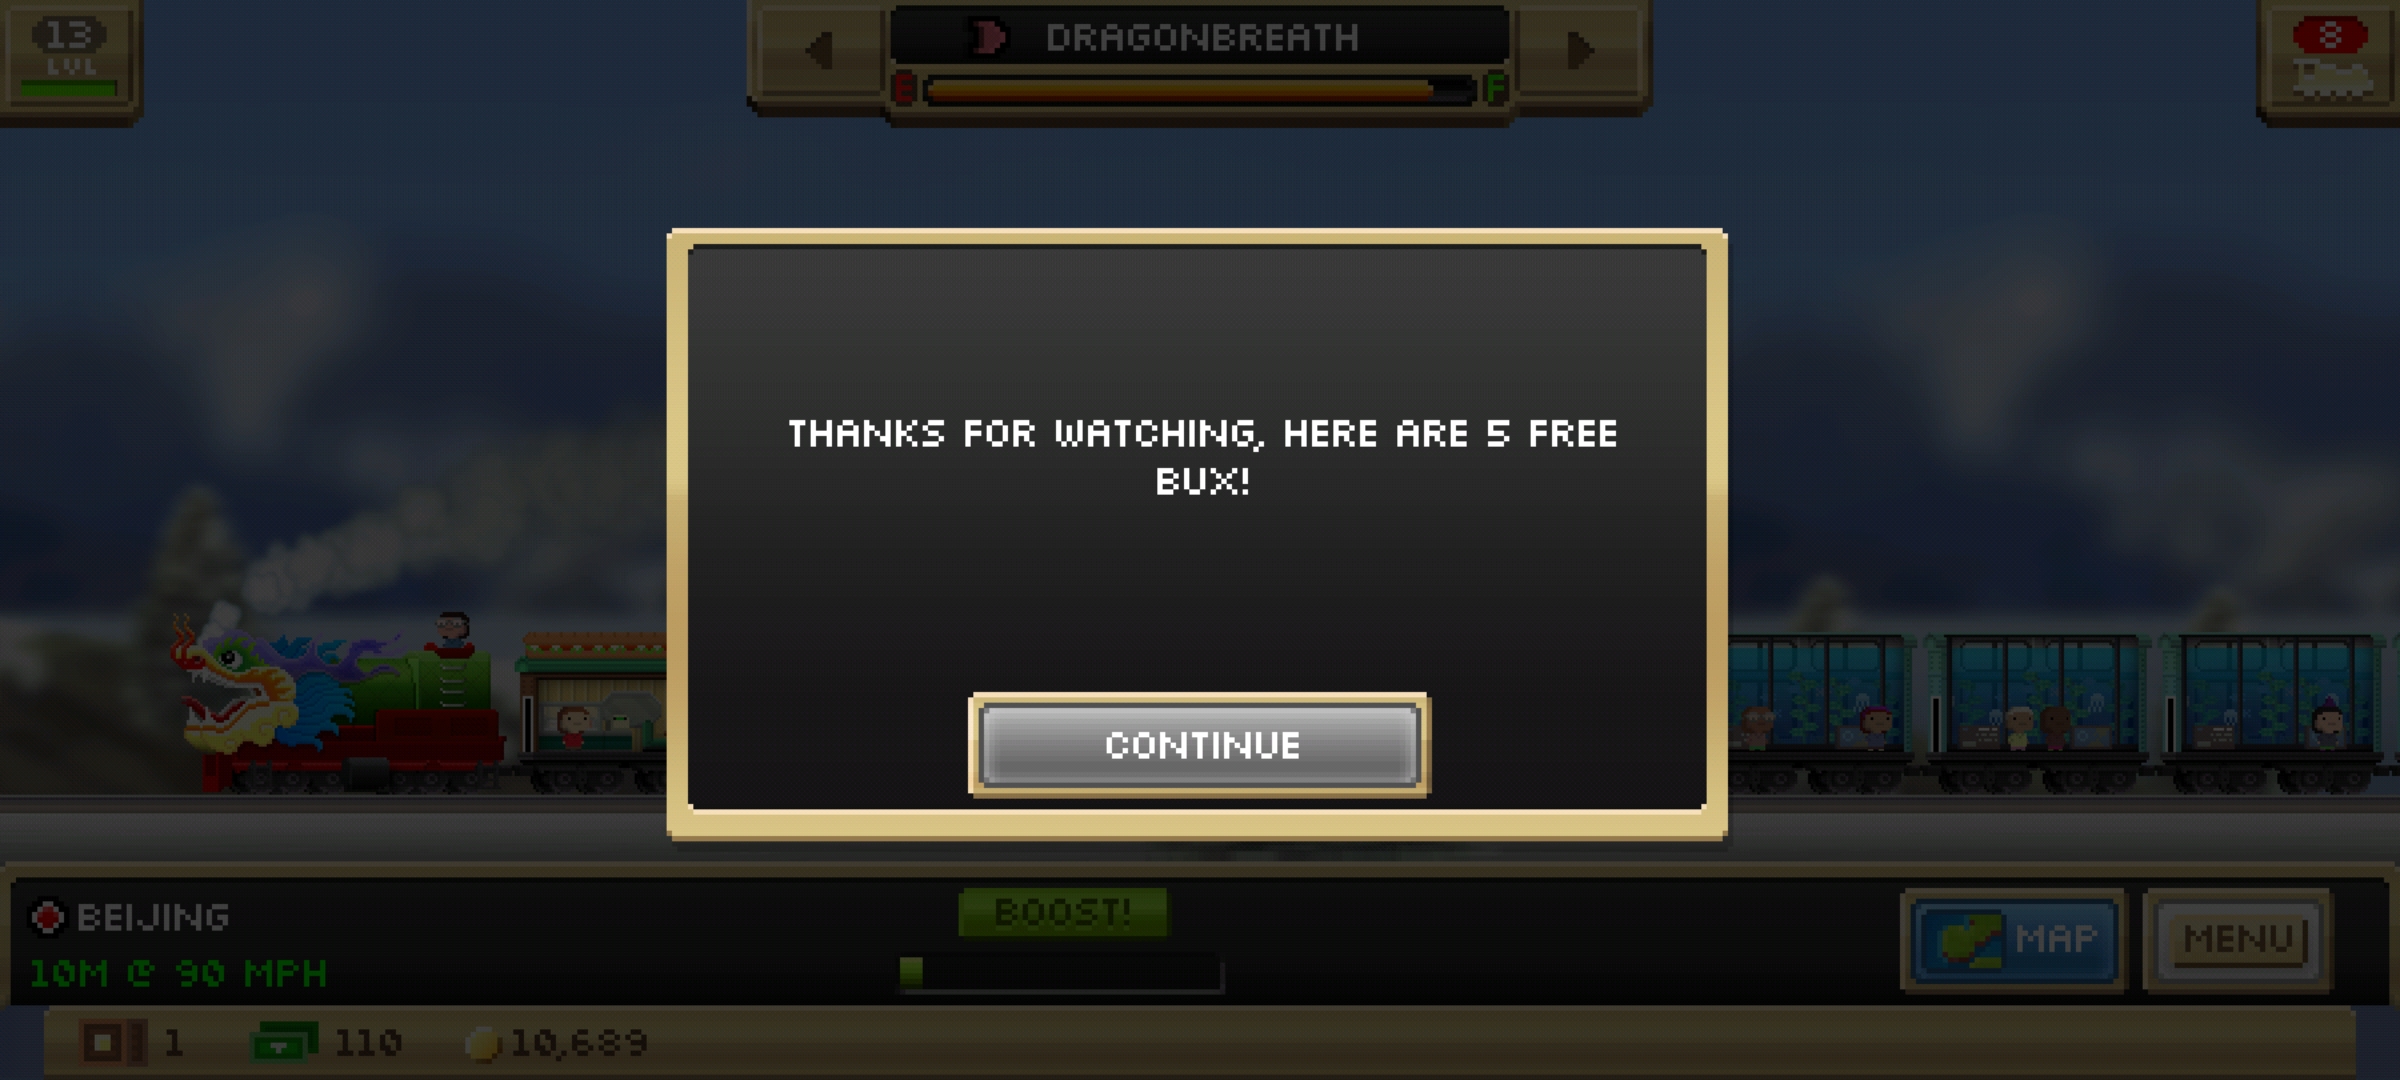 13
LVL
DRAGONBREATH
E F
8
THANKS FOR WATCHING, HERE ARE 5 FREE
BUX!
CONTINUE
BEIJING
10M @ 90 MPH
BOOST!
MAP
MENU
1 110 10,689